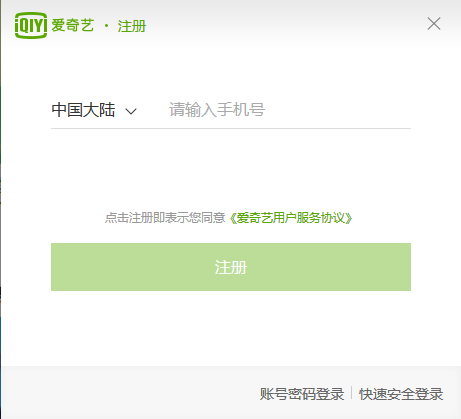 iQIYI 爱奇艺 · 注册
中国大陆 请输入手机号
点击注册即表示您同意《爱奇艺用户服务协议》
注册
账号密码登录 | 快速安全登录